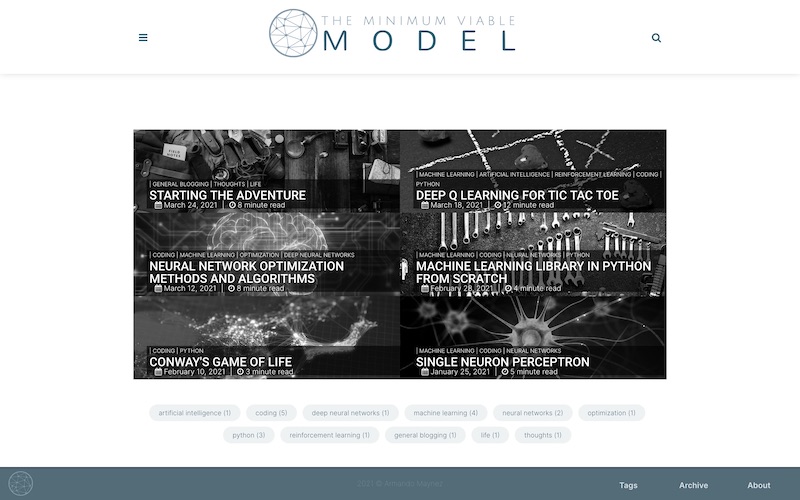 THE MINIMUM VIABLE
MODEL
FIELD NOTES
| GENERAL BLOGGING | THOUGHTS | LIFE
STARTING THE ADVENTURE
March 24, 2021 | 8 minute read
| MACHINE LEARNING | ARTIFICIAL INTELLIGENCE | REINFORCEMENT LEARNING | CODING |
PYTHON
DEEP Q LEARNING FOR TIC TAC TOE
March 18, 2021 | 12 minute read
| CODING | MACHINE LEARNING | OPTIMIZATION | DEEP NEURAL NETWORKS
NEURAL NETWORK OPTIMIZATION
METHODS AND ALGORITHMS
March 12, 2021 | 8 minute read
| MACHINE LEARNING | CODING | NEURAL NETWORKS | PYTHON
MACHINE LEARNING LIBRARY IN PYTHON
FROM SCRATCH
February 28, 2021 | 4 minute read
| CODING | PYTHON
CONWAY'S GAME OF LIFE
February 10, 2021 | 3 minute read
| MACHINE LEARNING | CODING | NEURAL NETWORKS
SINGLE NEURON PERCEPTRON
January 25, 2021 | 5 minute read
artificial intelligence (1) coding (5) deep neural networks (1) machine learning (4) neural networks (2) optimization (1)
python (3) reinforcement learning (1) general blogging (1) life (1) thoughts (1)
2021 © Armando Maynez
Tags Archive About